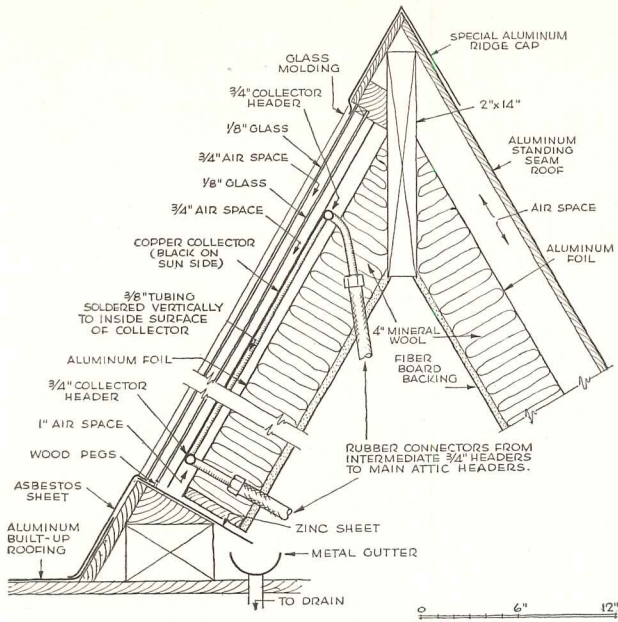 SPECIAL ALUMINUM
RIDGE CAP
GLASS
MOLDING
3/4" COLLECTOR
HEADER
2"x14"
1/8" GLASS
ALUMINUM
STANDING
SEAM
ROOF
3/4" AIR SPACE
1/8" GLASS
3/4" AIR SPACE
AIR SPACE
COPPER COLLECTOR
(BLACK ON
SUN SIDE)
ALUMINUM
FOIL
3/8" TUBING
SOLDERED VERTICALLY
TO INSIDE SURFACE
OF COLLECTOR
4" MINERAL
WOOL
ALUMINUM FOIL
FIBER
BOARD
BACKING
3/4" COLLECTOR
HEADER
1" AIR SPACE
RUBBER CONNECTORS FROM
INTERMEDIATE 3/4" HEADERS
TO MAIN ATTIC HEADERS.
WOOD PEGS
ASBESTOS
SHEET
ZINC SHEET
ALUMINUM
BUILT-UP
ROOFING
METAL GUTTER
TO DRAIN
0 6" 12"